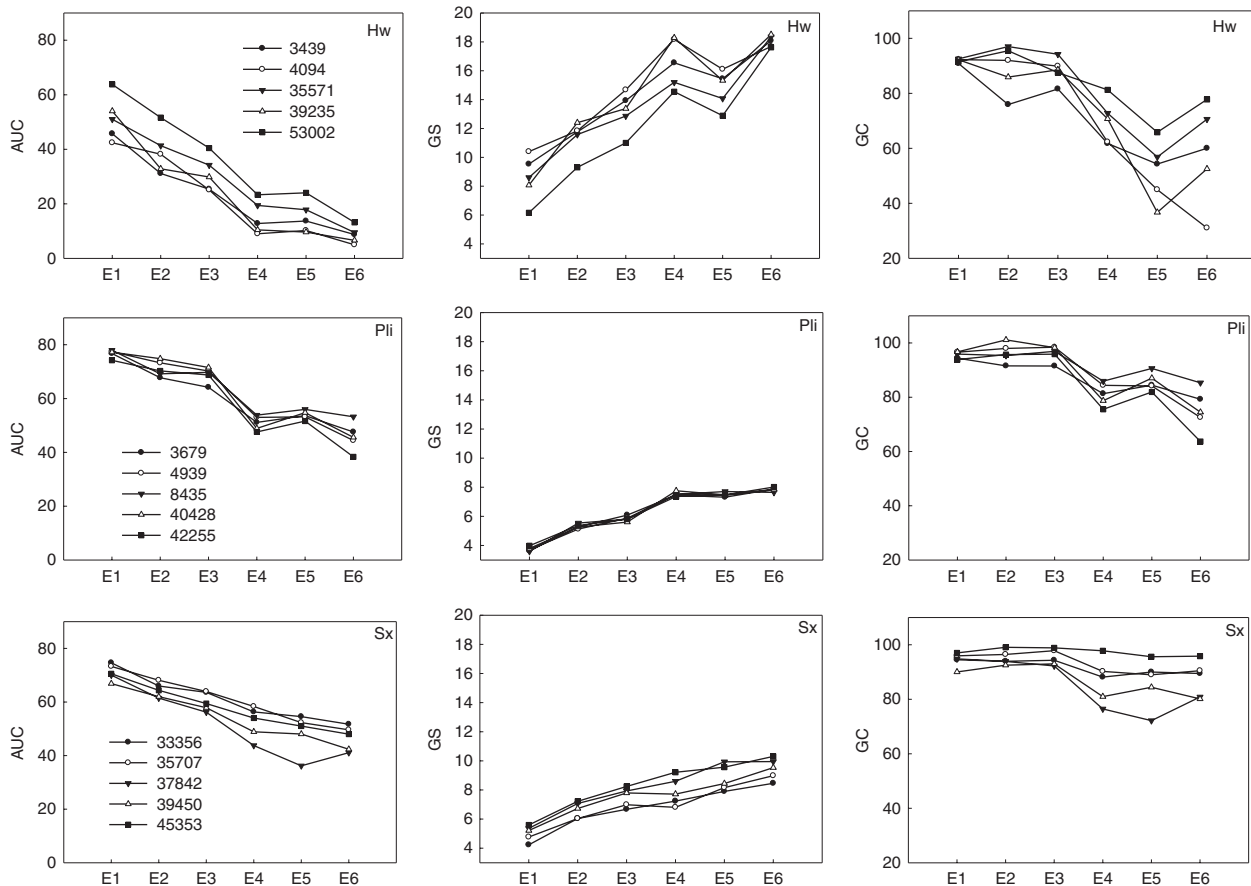 Hw
80
60
40
20
0
AUC
3439
4094
35571
39235
53002
E1 E2 E3 E4 E5 E6
Hw
20
18
16
14
12
10
8
6
4
GS
E1 E2 E3 E4 E5 E6
Hw
100
80
60
40
20
GC
E1 E2 E3 E4 E5 E6
Pli
80
60
40
20
0
AUC
3679
4939
8435
40428
42255
E1 E2 E3 E4 E5 E6
Pli
20
18
16
14
12
10
8
6
4
GS
E1 E2 E3 E4 E5 E6
Pli
100
80
60
40
20
GC
E1 E2 E3 E4 E5 E6
Sx
80
60
40
20
0
AUC
33356
35707
37842
39450
45353
E1 E2 E3 E4 E5 E6
Sx
20
18
16
14
12
10
8
6
4
GS
E1 E2 E3 E4 E5 E6
Sx
100
80
60
40
20
GC
E1 E2 E3 E4 E5 E6